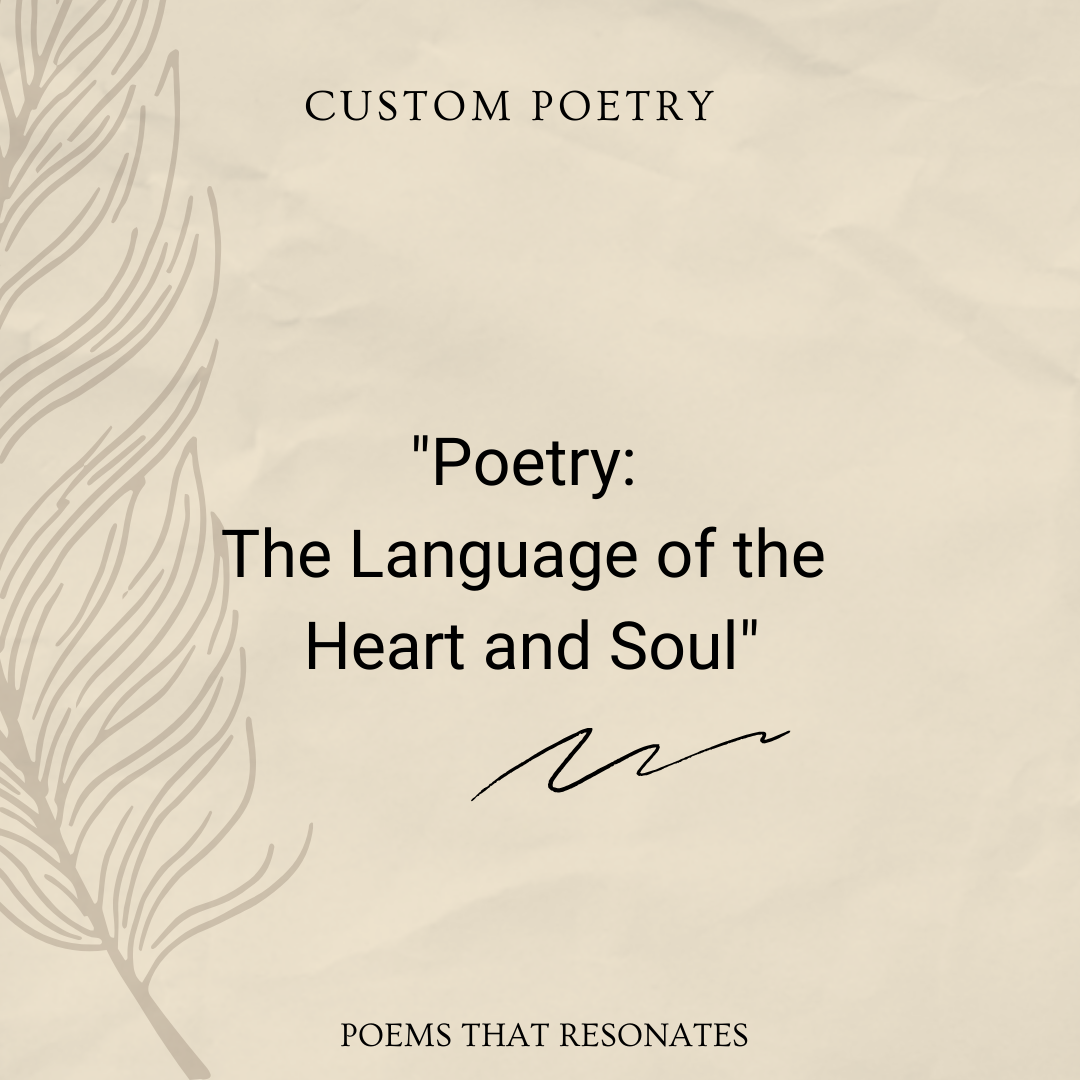 CUSTOM POETRY
"Poetry:
The Language of the
Heart and Soul"
POEMS THAT RESONATES